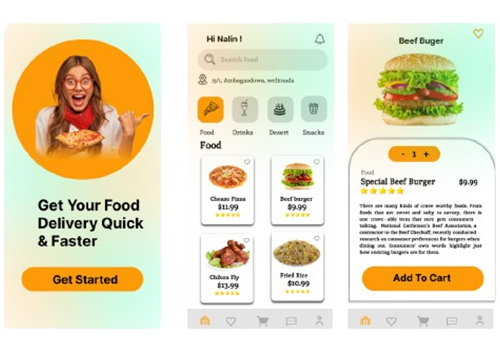 Get Your Food
Delivery Quick
& Faster
Get Started
Hi Nalin !
Search Food
35/1, Ambagasdowa, welimada
Food
Drinks
Desert
Snacks
Food
Cheese Pizza
$11.99
Beef burger
$9.99
Chiken Fly
$13.99
Fried Rice
$10.99
Beef Buger
- 1 +
Food
Special Beef Burger
$9.99
There are many kinds of crave worthy foods. From
foods that are sweet and salty to savory, there is
one crave - able item that sure gets consumers
talking. National Cattlemen's Beef Association, a
contractor to the Beef Checkoff, recently conducted
research on consumer preferences for burgers when
dining out. Consumers' own words highlight just
how enticing burgers are for them.
Add To Cart